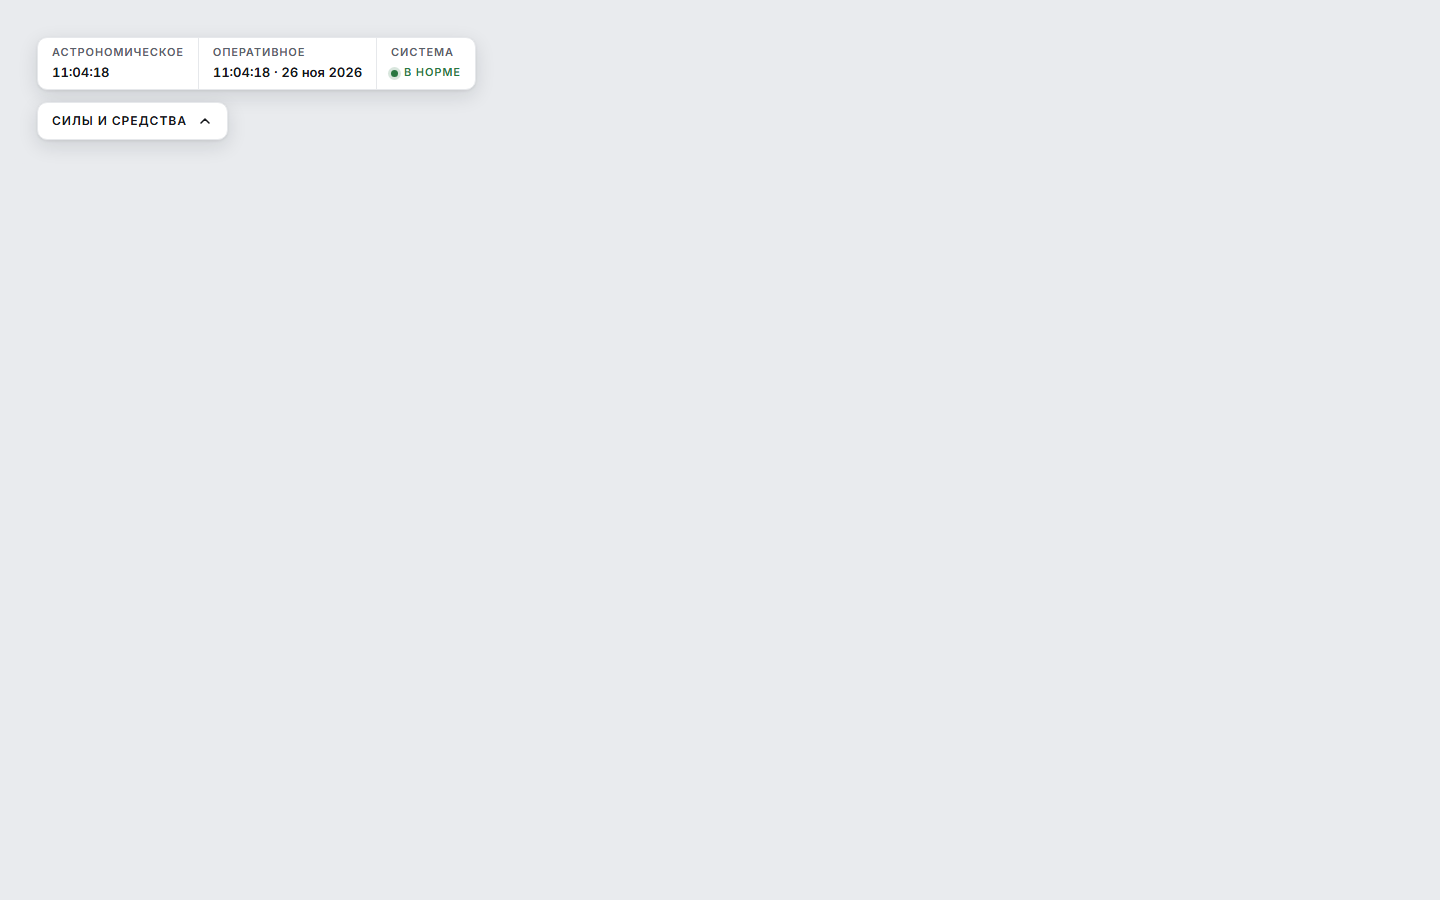 АСТРОНОМИЧЕСКОЕ
11:04:18
ОПЕРАТИВНОЕ
11:04:18 · 26 ноя 2026
СИСТЕМА
В НОРМЕ
СИЛЫ И СРЕДСТВА